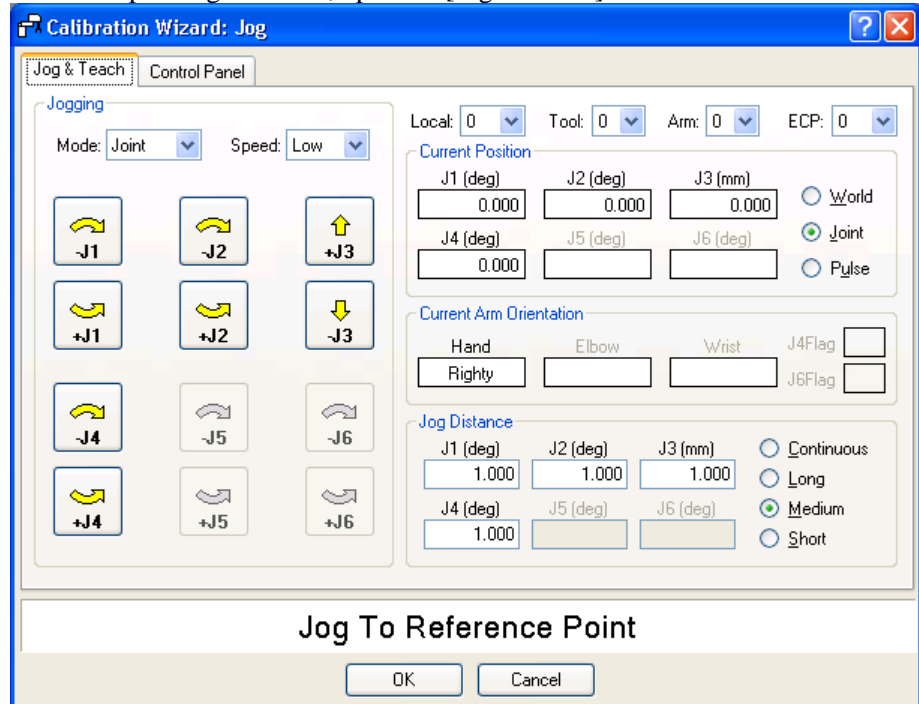 Calibration Wizard: Jog
Jog & Teach Control Panel
Jogging
Mode: Joint Speed: Low
-J1 -J2 +J3
+J1 +J2 -J3
-J4 -J5 -J6
+J4 +J5 +J6
Local: 0 Tool: 0 Arm: 0 ECP: 0
Current Position
J1 (deg) J2 (deg) J3 (mm)
0.000 0.000 0.000
J4 (deg) J5 (deg) J6 (deg)
0.000
World
Joint
Pulse
Current Arm Orientation
Hand Elbow Wrist J4Flag
Righty J6Flag
Jog Distance
J1 (deg) J2 (deg) J3 (mm)
1.000 1.000 1.000
J4 (deg) J5 (deg) J6 (deg)
1.000
Continuous
Long
Medium
Short
Jog To Reference Point
OK Cancel